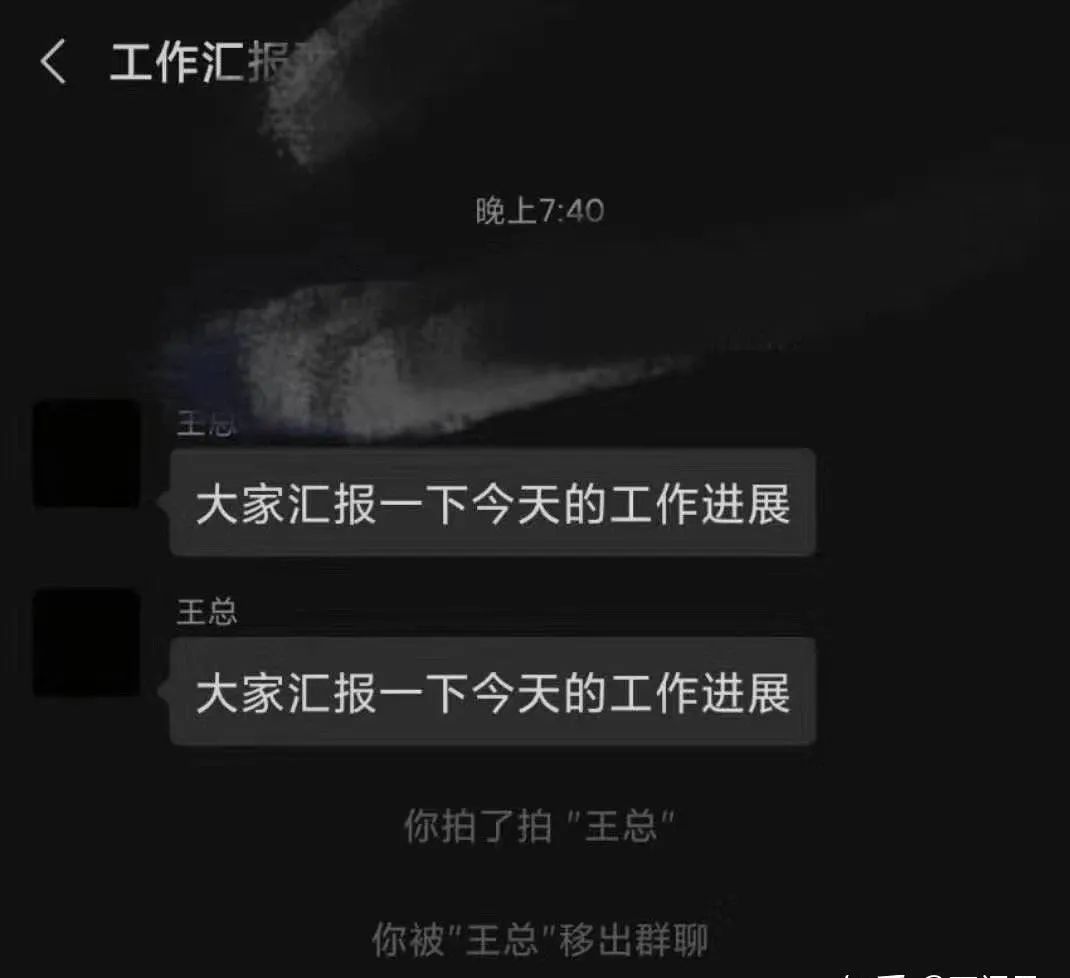 工作汇报
晚上7:40
王总
大家汇报一下今天的工作进展
王总
大家汇报一下今天的工作进展
你拍了拍 "王总"
你被"王总"移出群聊